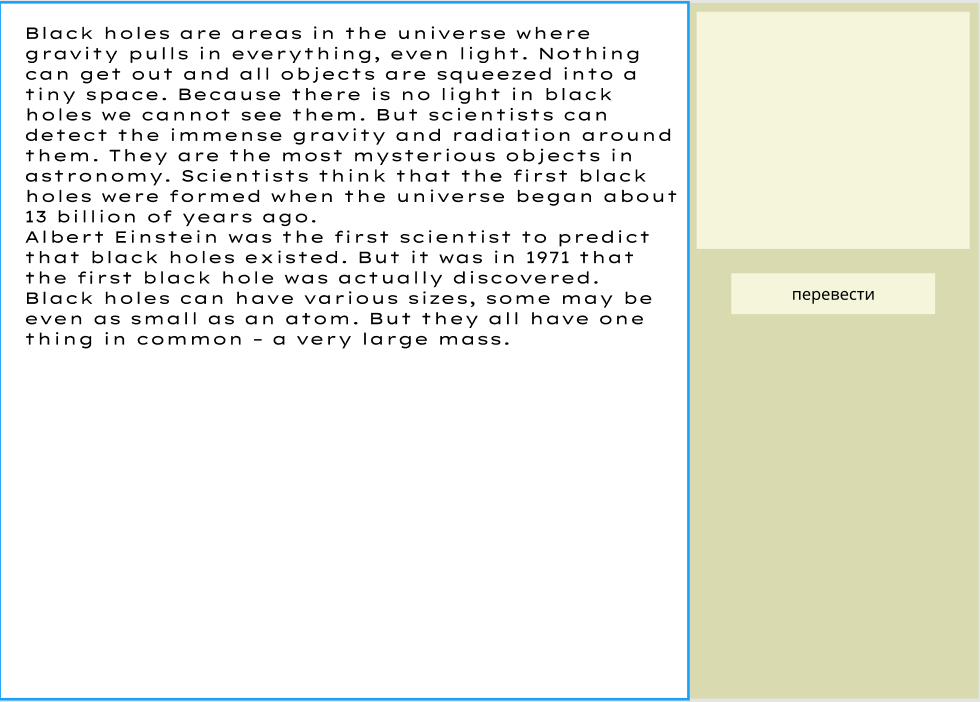 Black holes are areas in the universe where
gravity pulls in everything, even light. Nothing
can get out and all objects are squeezed into a
tiny space. Because there is no light in black
holes we cannot see them. But scientists can
detect the immense gravity and radiation around
them. They are the most mysterious objects in
astronomy. Scientists think that the first black
holes were formed when the universe began about
13 billion of years ago.
Albert Einstein was the first scientist to predict
that black holes existed. But it was in 1971 that
the first black hole was actually discovered.
Black holes can have various sizes, some may be
even as small as an atom. But they all have one
thing in common – a very large mass.
перевести